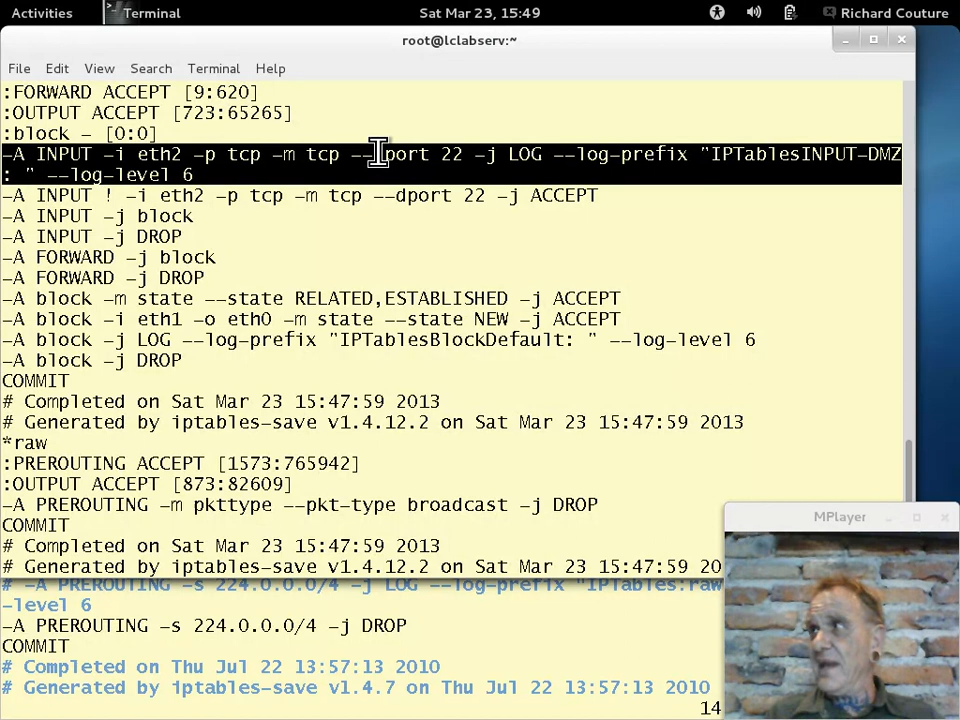 Activities Terminal Sat Mar 23, 15:49 Richard Couture
root@lclabserv:~
File Edit View Search Terminal Help
:FORWARD ACCEPT [9:620]
:OUTPUT ACCEPT [723:65265]
:block - [0:0]
-A INPUT -i eth2 -p tcp -m tcp --dport 22 -j LOG --log-prefix "IPTablesINPUT-DMZ
: " --log-level 6
-A INPUT ! -i eth2 -p tcp -m tcp --dport 22 -j ACCEPT
-A INPUT -j block
-A INPUT -j DROP
-A FORWARD -j block
-A FORWARD -j DROP
-A block -m state --state RELATED,ESTABLISHED -j ACCEPT
-A block -i eth1 -o eth0 -m state --state NEW -j ACCEPT
-A block -j LOG --log-prefix "IPTablesBlockDefault: " --log-level 6
-A block -j DROP
COMMIT
# Completed on Sat Mar 23 15:47:59 2013
# Generated by iptables-save v1.4.12.2 on Sat Mar 23 15:47:59 2013
*raw
:PREROUTING ACCEPT [1573:765942]
:OUTPUT ACCEPT [873:82609]
-A PREROUTING -m pkttype --pkt-type broadcast -j DROP
COMMIT
# Completed on Sat Mar 23 15:47:59 2013
# Generated by iptables-save v1.4.12.2 on Sat Mar 23 15:47:59 20
MPlayer
# -A PREROUTING -s 224.0.0.0/4 -j LOG --log-prefix "IPTables:raw
-level 6
-A PREROUTING -s 224.0.0.0/4 -j DROP
COMMIT
# Completed on Thu Jul 22 13:57:13 2010
# Generated by iptables-save v1.4.7 on Thu Jul 22 13:57:13 2010
14